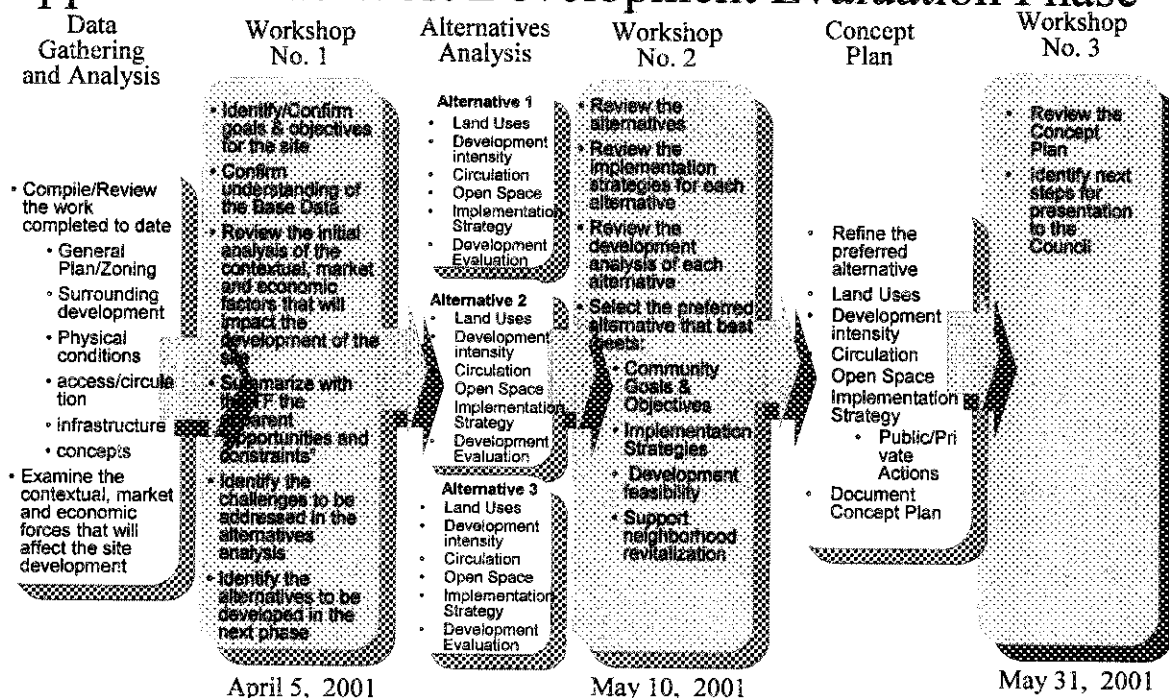 Development Evaluation Phase
Data
Gathering
and Analysis
• Compile/Review
the work
completed to date
• General
Plan/Zoning
◦ Surrounding
development
• Physical
conditions
• access/circula
tion
◦ infrastructure
• concepts
• Examine the
contextual, market
and economic
forces that will
affect the site
development
Workshop
No. 1
• Identify/Confirm
goals & objectives
for the site
• Confirm
understanding of
the Base Data
• Review the initial
analysis of the
contextual, market
and economic
factors that will
impact the
development of the
site
• Summarize with
the TF the
apparent
opportunities and
constraints"
• Identify the
challenges to be
addressed in the
alternatives
analysis
• Identify the
alternatives to be
developed in the
next phase
April 5, 2001
Alternatives
Analysis
Alternative 1
• Land Uses
• Development
intensity
• Circulation
• Open Space
• Implementation
Strategy
• Development
Evaluation
Alternative 2
• Land Uses
• Development
intensity
Circulation
Open Space
Implementation
Strategy
• Development
Evaluation
Alternative 3
• Land Uses
• Development
intensity
◦ Circulation
• Open Space
• Implementation
Strategy
• Development
Evaluation
Workshop
No. 2
• Review the
alternatives
• Review the
implementation
strategies for each
alternative
• Review the
development
analysis of each
alternative
• Select the preferred
alternative that best
meets:
• Community
Goals &
Objectives
• Implementation
Strategies
• Development
feasibility
• Support
neighborhood
revitalization
May 10, 2001
Concept
Plan
◦ Refine the
preferred
alternative
◦ Land Uses
• Development
intensity
Circulation
Open Space
Implementation
Strategy
• Public/Pri
vate
Actions
◦ Document
Concept Plan
Workshop
No. 3
• Review the
Concept
Plan
• Identify next
steps for
presentation
to the
Council
May 31, 2001